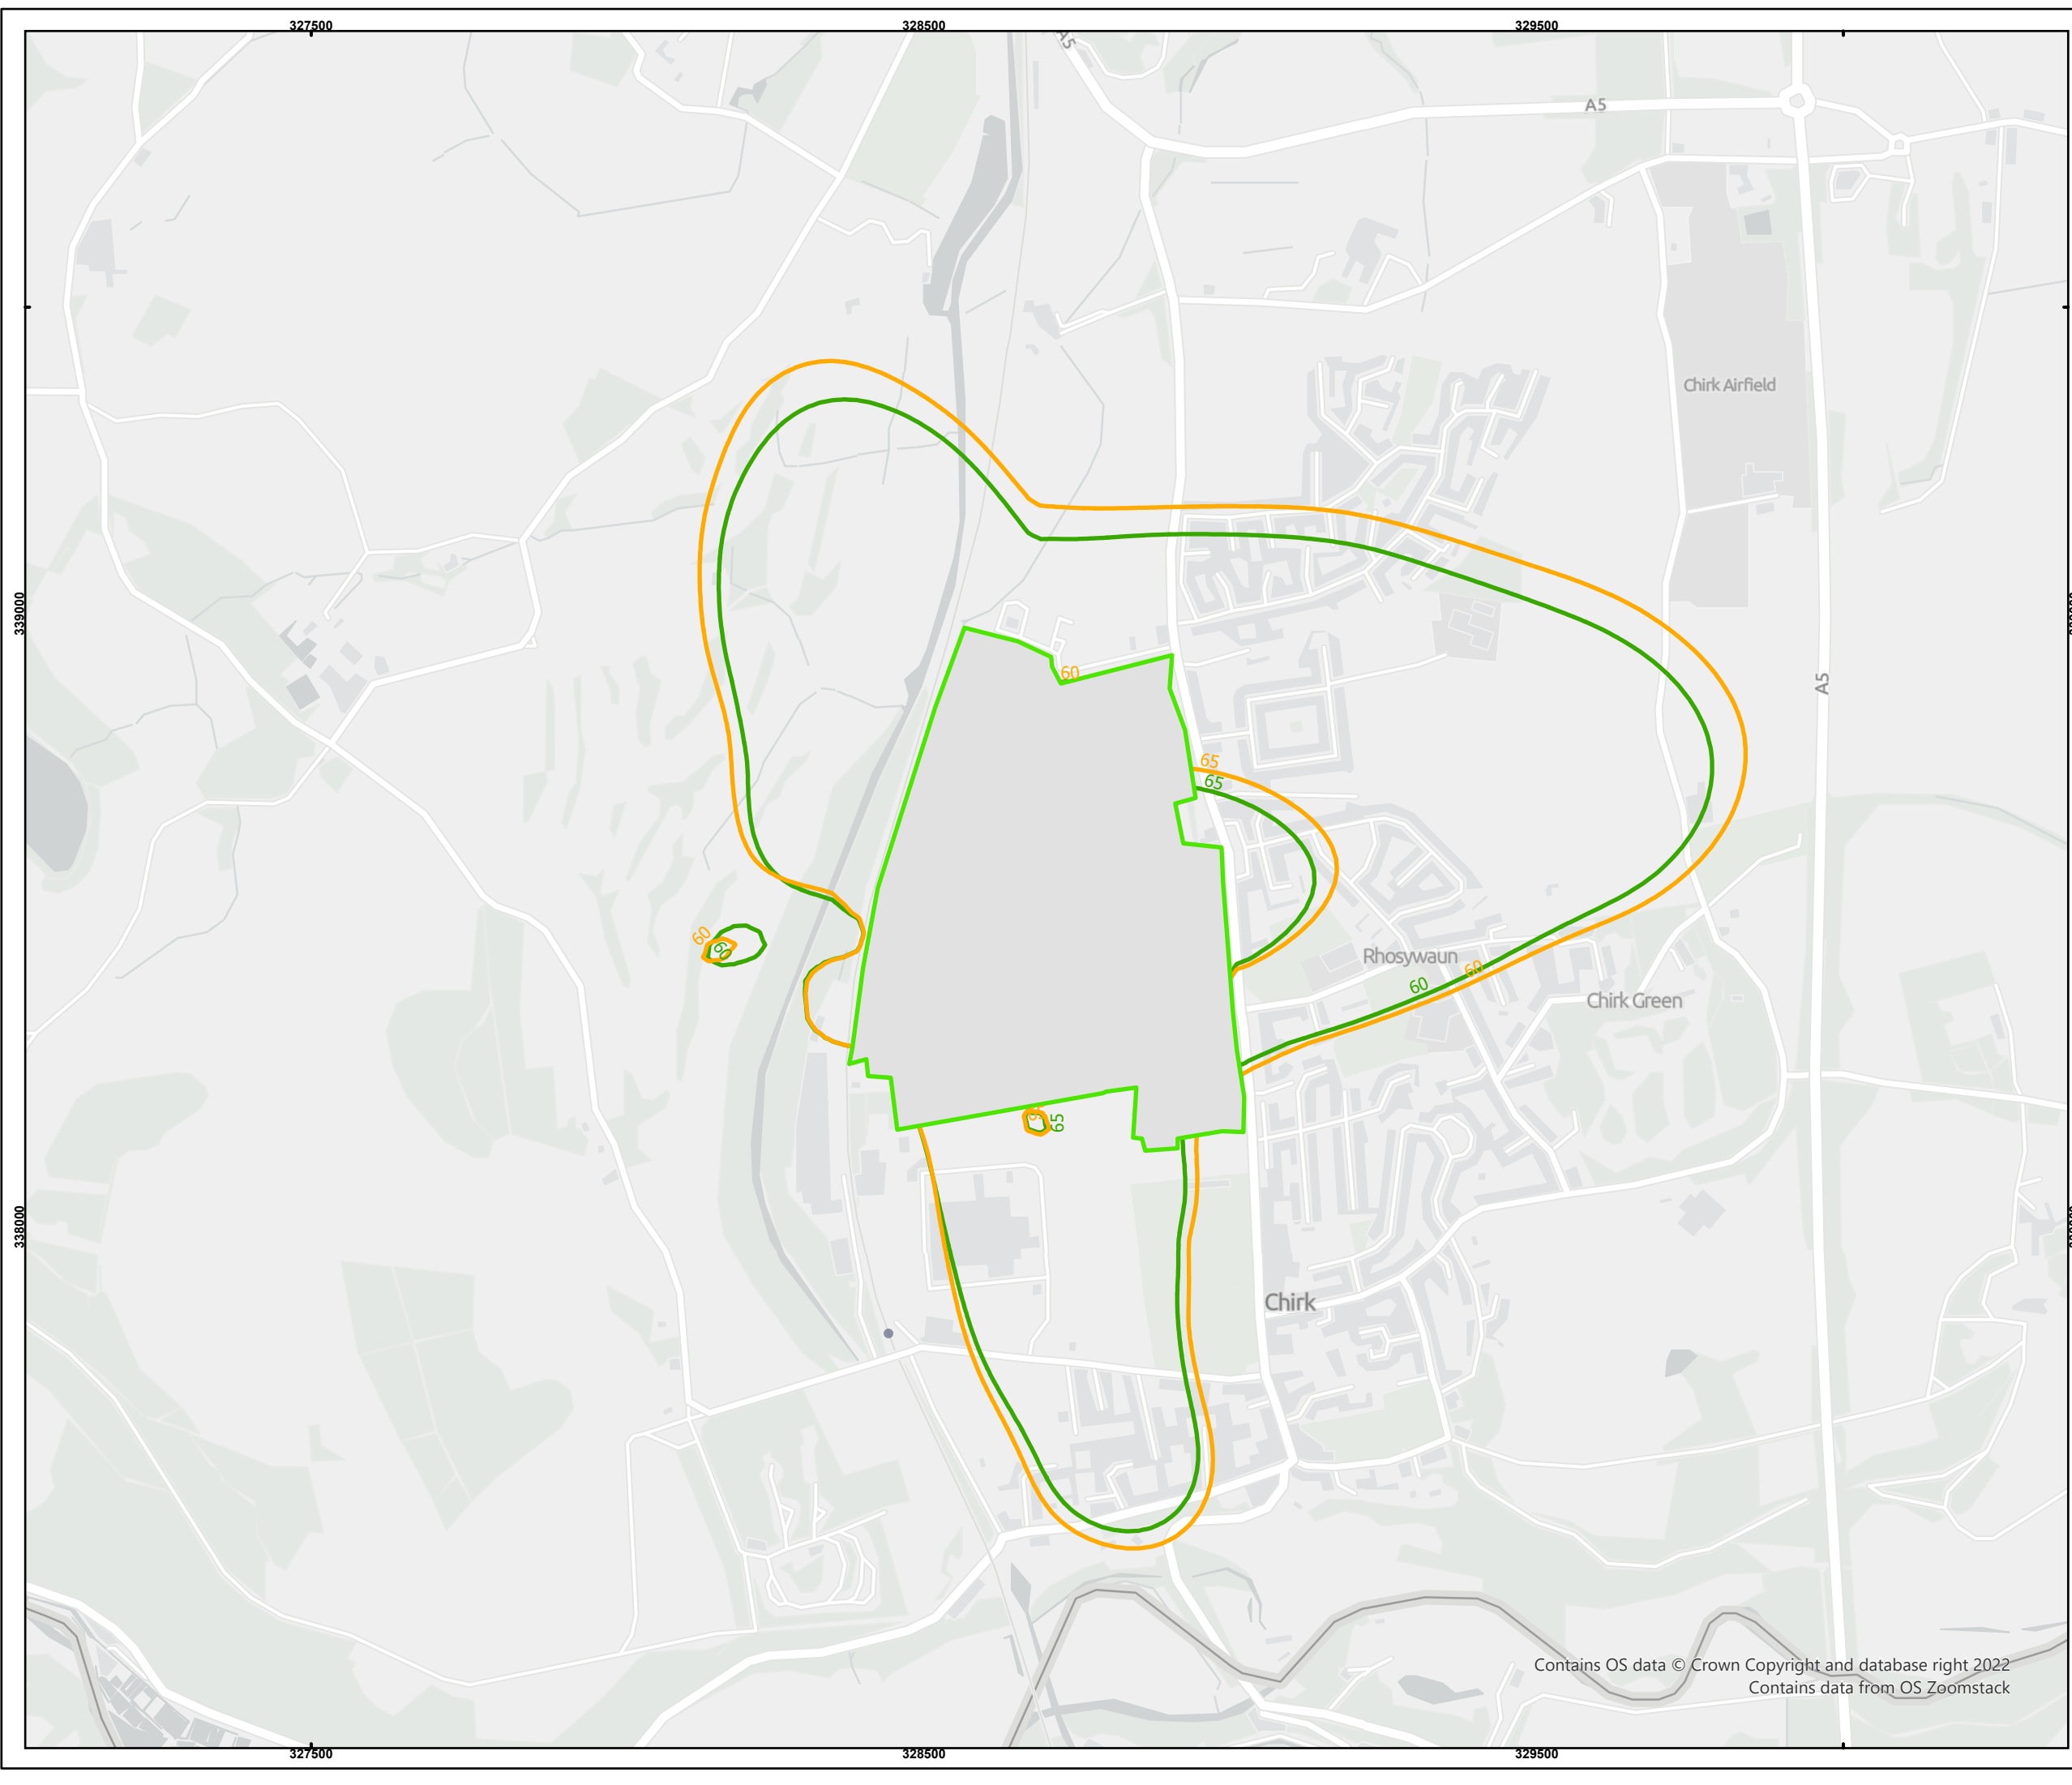 327500
328500
329500
A5
A5
Chirk Airfield
339000
60
A5
65
65
60
60
Rhosywaun
60
60
Chirk Green
65
338000
Chirk
Contains OS data © Crown Copyright and database right 2022
Contains data from OS Zoomstack
327500
328500
329500